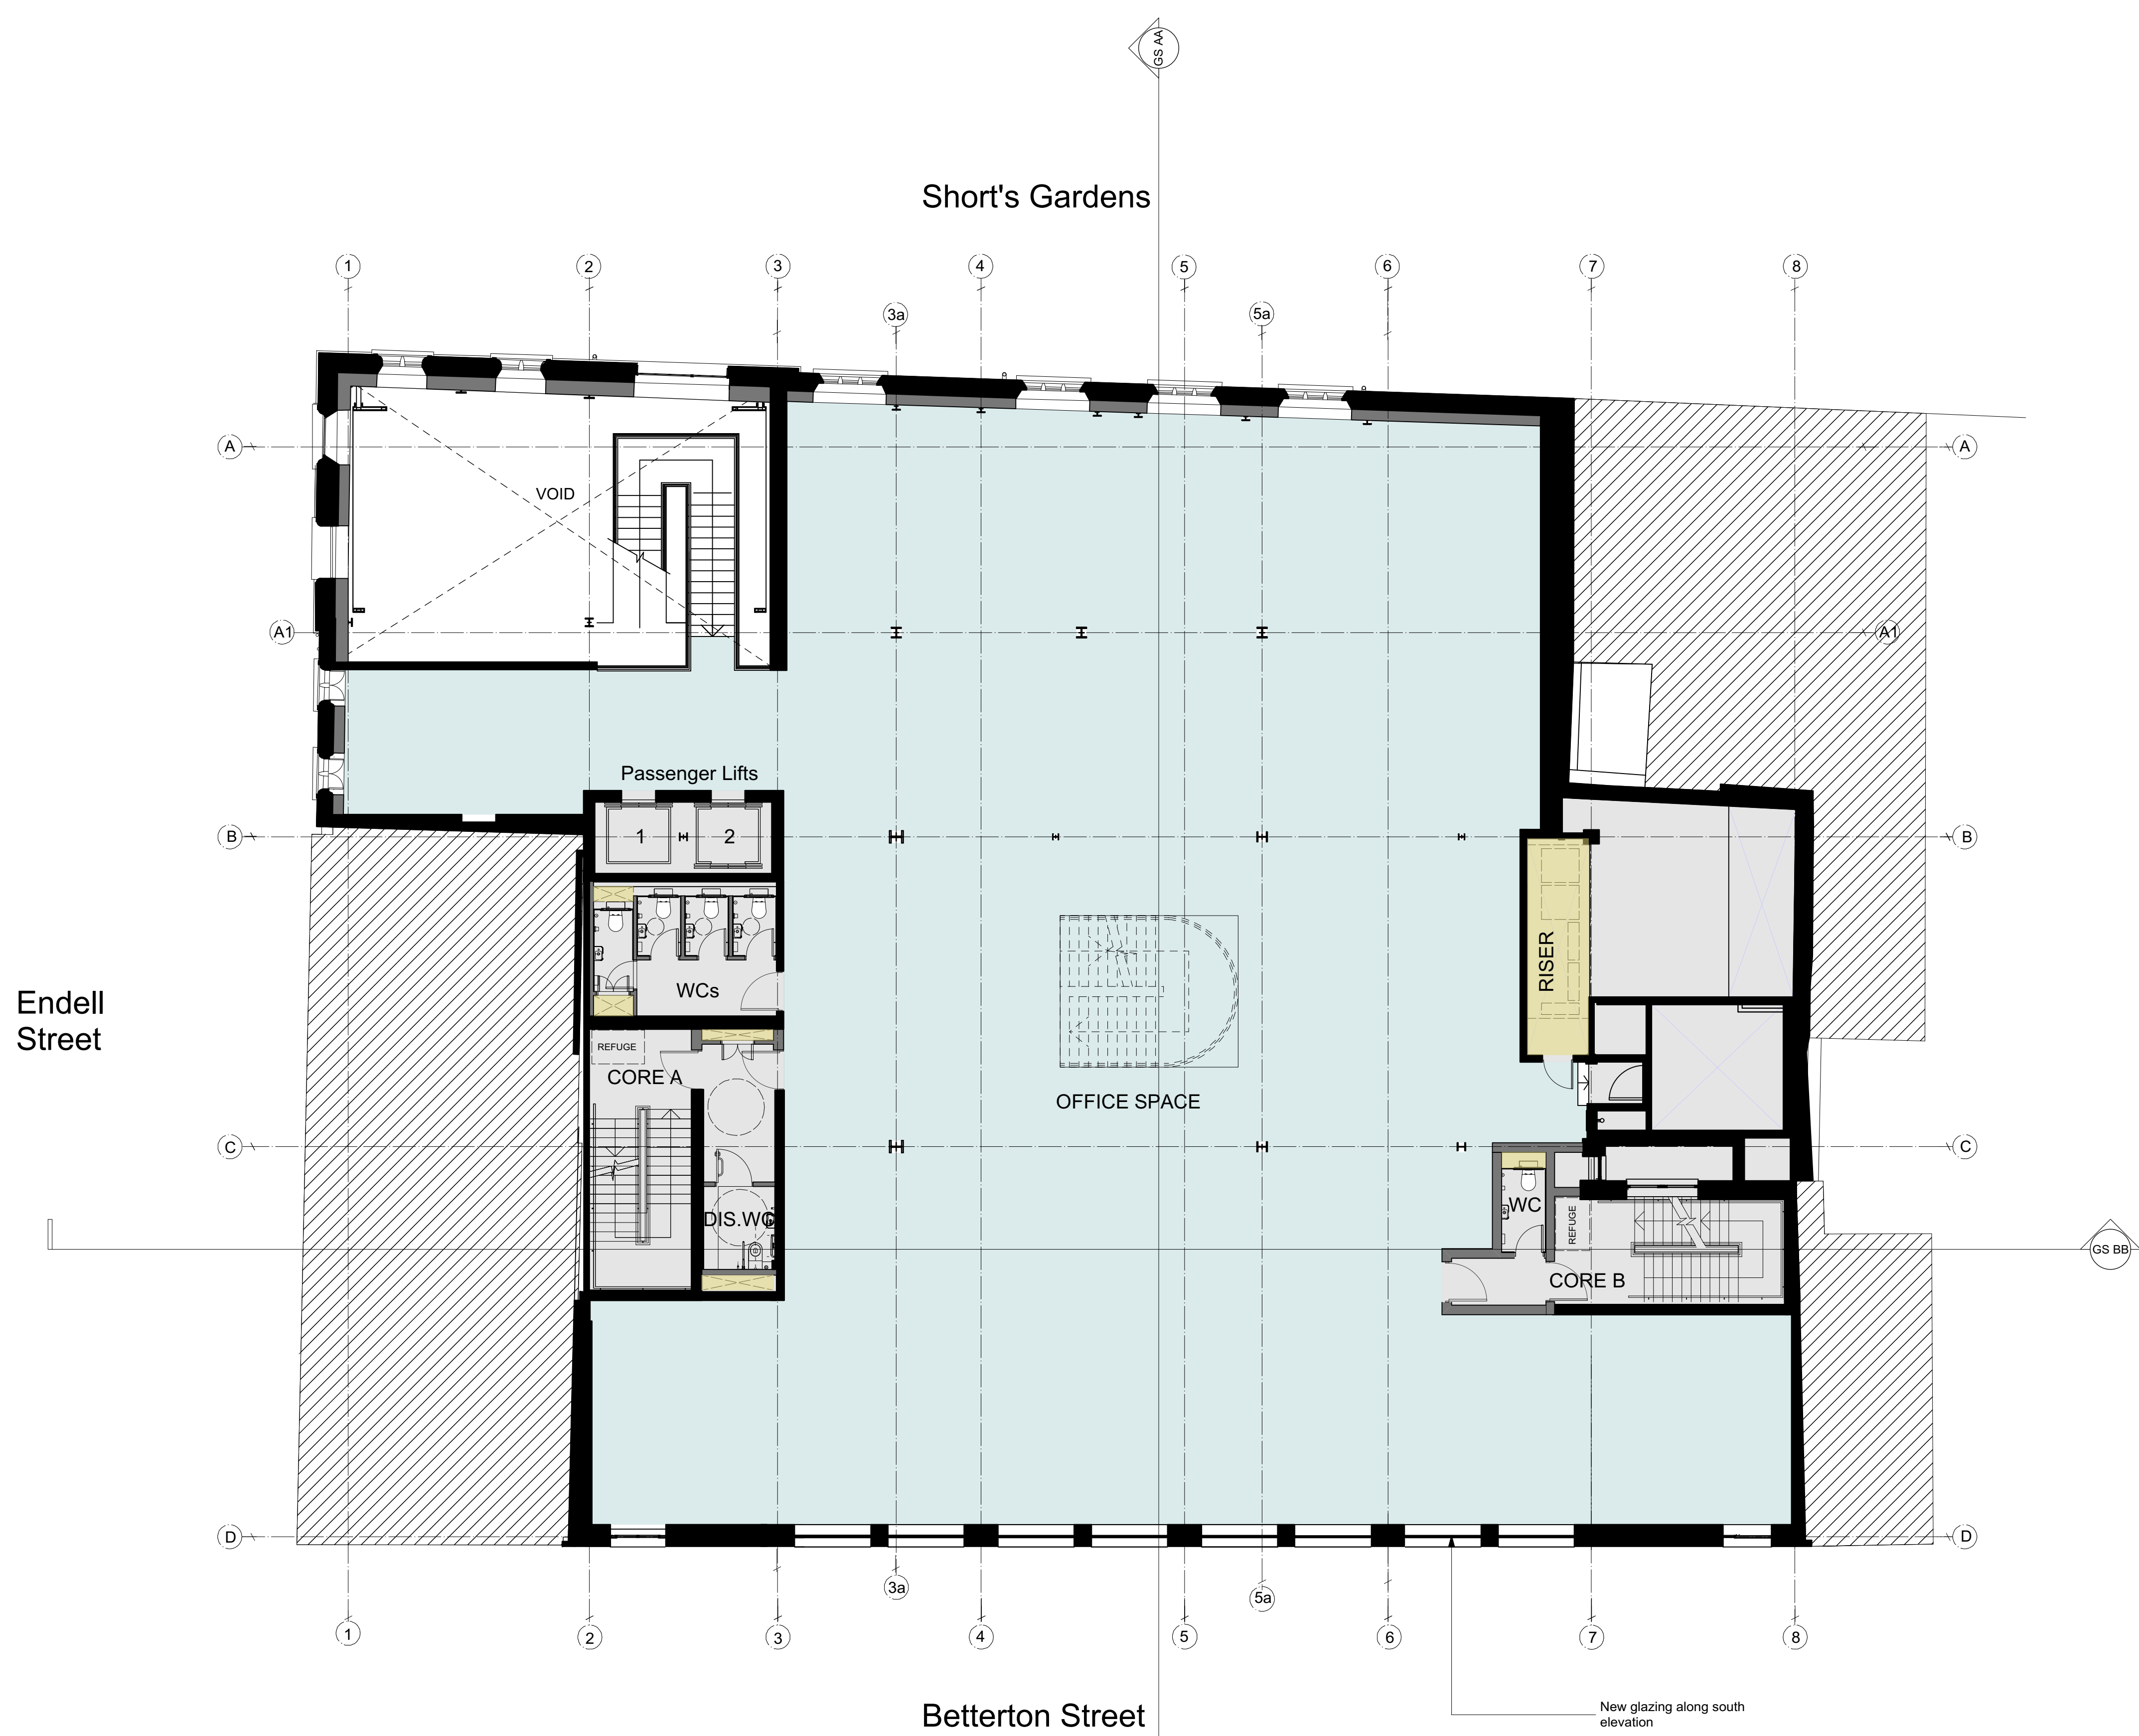 GS AA
Short's Gardens
1 2 3 4 5 6 7 8
3a 5a
A A
VOID
A1 A1
Passenger Lifts
1 2
B B
RISER
WCs
Endell
Street
REFUGE
CORE A
OFFICE SPACE
C C
WC
REFUGE
DIS.WC
GS BB
CORE B
D D
3a 5a
1 2 3 4 5 6 7 8
New glazing along south
elevation
Betterton Street